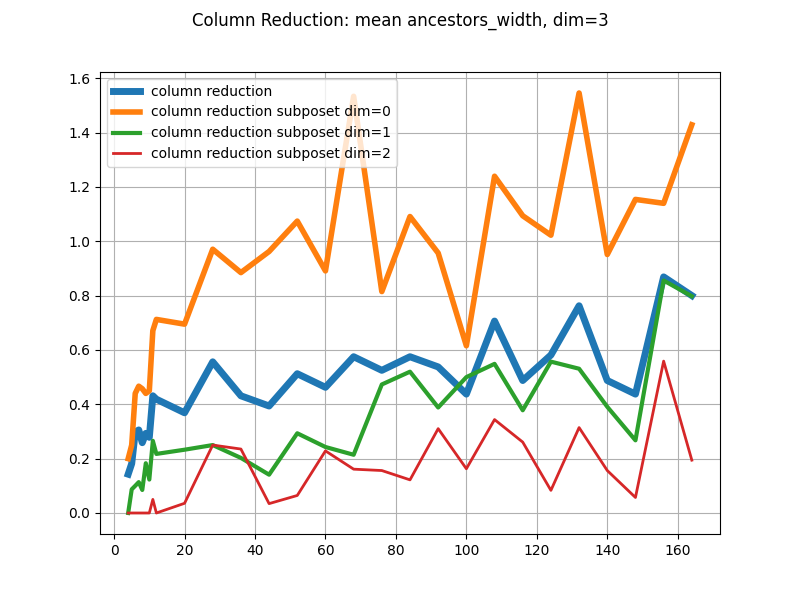 Column Reduction: mean ancestors_width, dim=3
column reduction
column reduction subposet dim=0
column reduction subposet dim=1
column reduction subposet dim=2
1.6
1.4
1.2
1.0
0.8
0.6
0.4
0.2
0.0
0 20 40 60 80 100 120 140 160